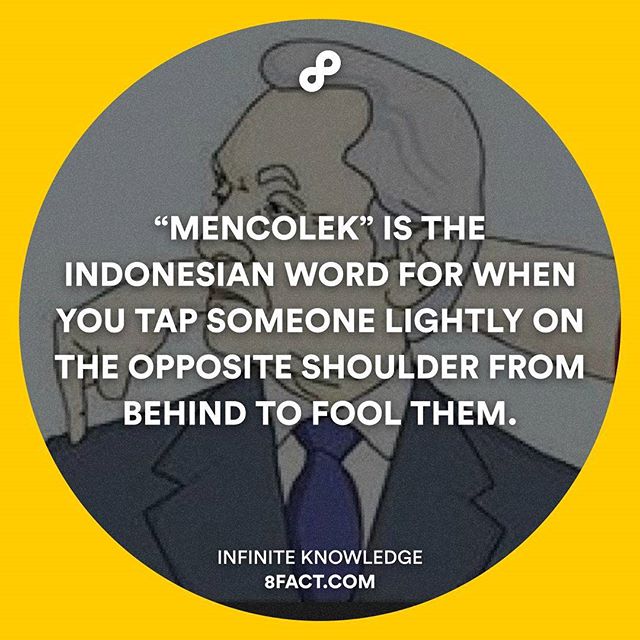 “MENCOLEK” IS THE
INDONESIAN WORD FOR WHEN
YOU TAP SOMEONE LIGHTLY ON
THE OPPOSITE SHOULDER FROM
BEHIND TO FOOL THEM.
INFINITE KNOWLEDGE
8FACT.COM